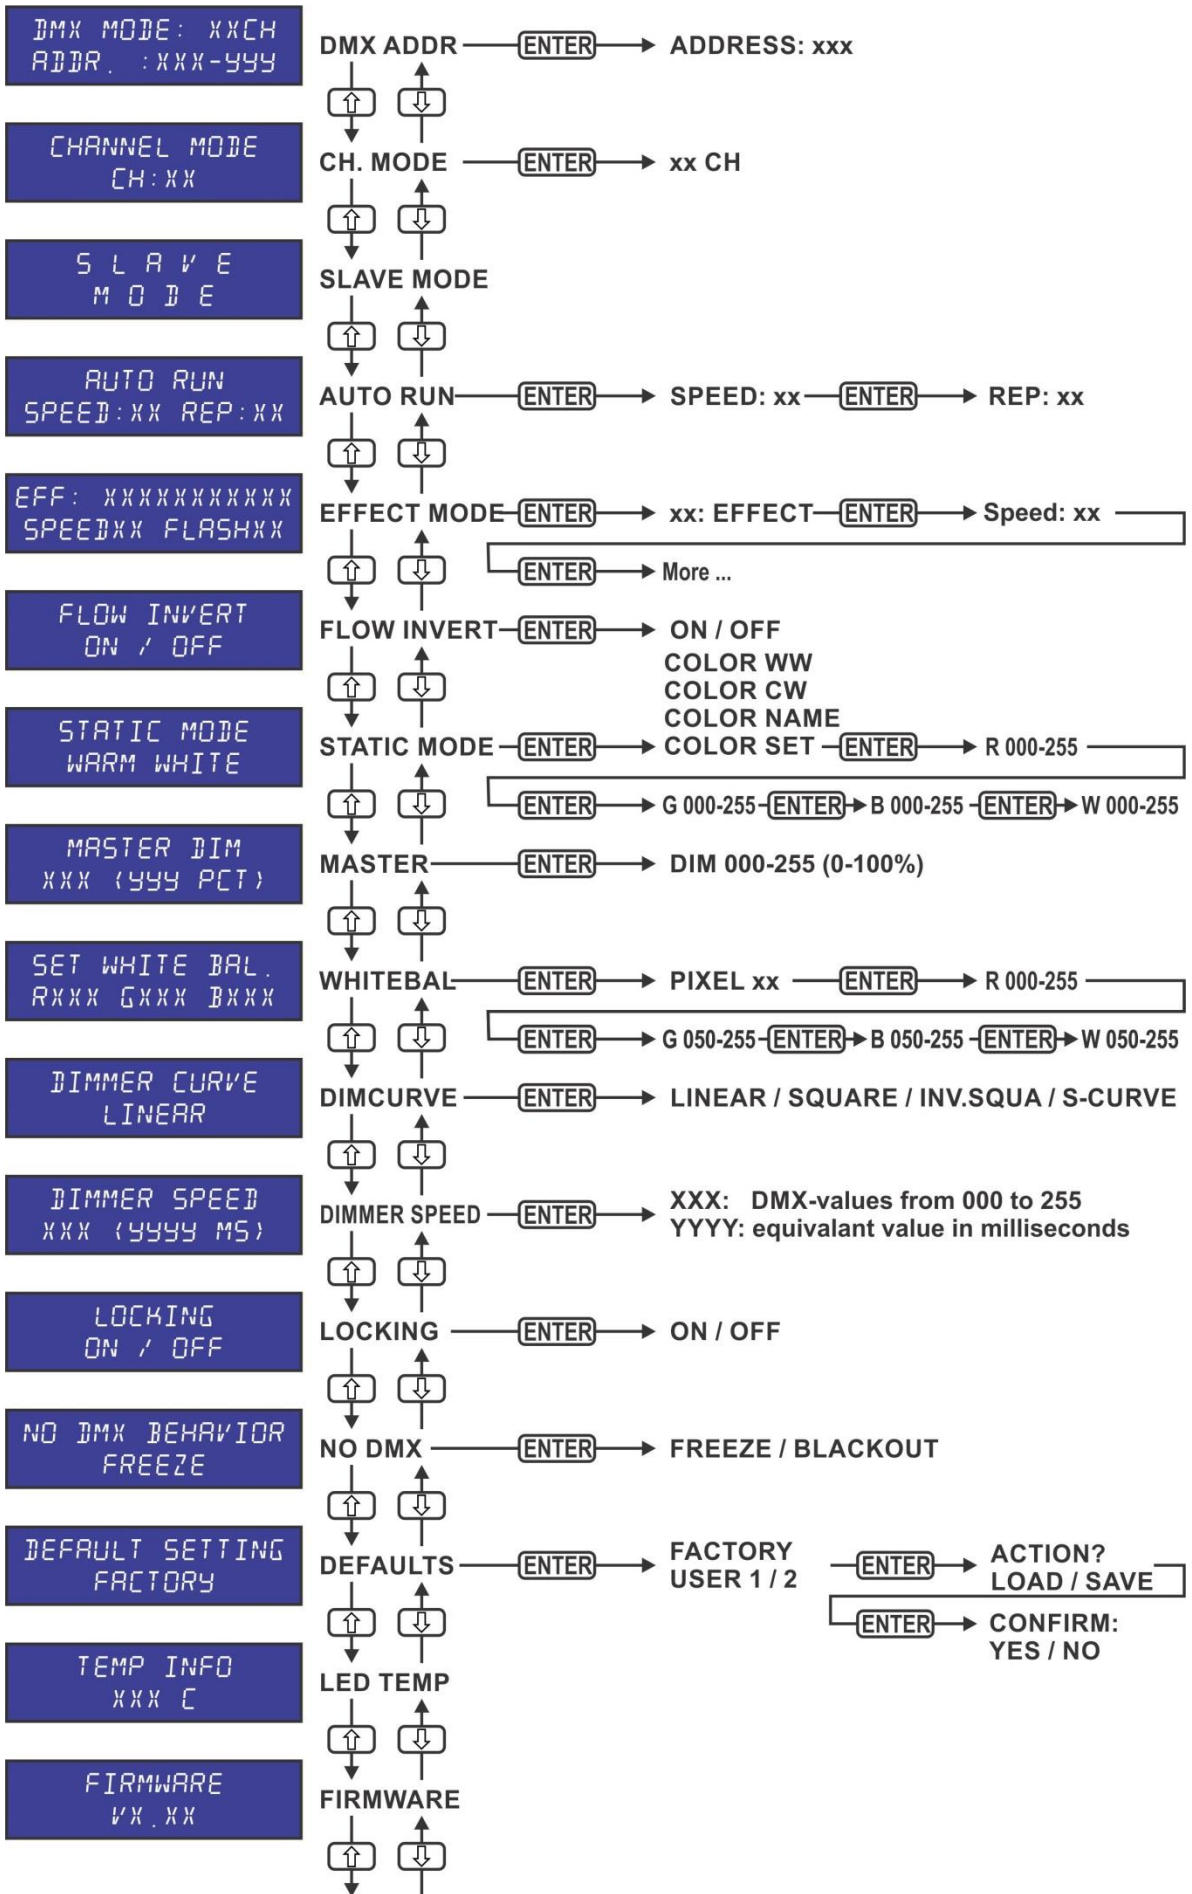 DMX MODE: XXCH
ADDR. :XXX-YYY
DMX ADDR ENTER ADDRESS: xxx
CHANNEL MODE
CH:XX
CH. MODE ENTER xx CH
SLAVE
MODE
SLAVE MODE
AUTO RUN
SPEED:XX REP:XX
AUTO RUN ENTER SPEED: xx ENTER REP: xx
EFF: XXXXXXXXXXX
SPEEDXX FLASHXX
EFFECT MODE ENTER xx: EFFECT ENTER Speed: xx
ENTER More ...
FLOW INVERT
ON / OFF
FLOW INVERT ENTER ON / OFF
COLOR WW
COLOR CW
COLOR NAME
STATIC MODE
WARM WHITE
STATIC MODE ENTER COLOR SET ENTER R 000-255
ENTER G 000-255 ENTER B 000-255 ENTER W 000-255
MASTER DIM
XXX (YYY PCT)
MASTER ENTER DIM 000-255 (0-100%)
SET WHITE BAL.
RXXX GXXX BXXX
WHITEBAL ENTER PIXEL xx ENTER R 000-255
ENTER G 050-255 ENTER B 050-255 ENTER W 050-255
DIMMER CURVE
LINEAR
DIMCURVE ENTER LINEAR / SQUARE / INV.SQUA / S-CURVE
DIMMER SPEED
XXX (YYYY MS)
DIMMER SPEED ENTER XXX: DMX-values from 000 to 255
YYYY: equivalant value in milliseconds
LOCKING
ON / OFF
LOCKING ENTER ON / OFF
NO DMX BEHAVIOR
FREEZE
NO DMX ENTER FREEZE / BLACKOUT
DEFAULT SETTING
FACTORY
DEFAULTS ENTER FACTORY
USER 1 / 2
ENTER ACTION?
LOAD / SAVE
ENTER CONFIRM:
YES / NO
TEMP INFO
XXX C
LED TEMP
FIRMWARE
VX.XX
FIRMWARE